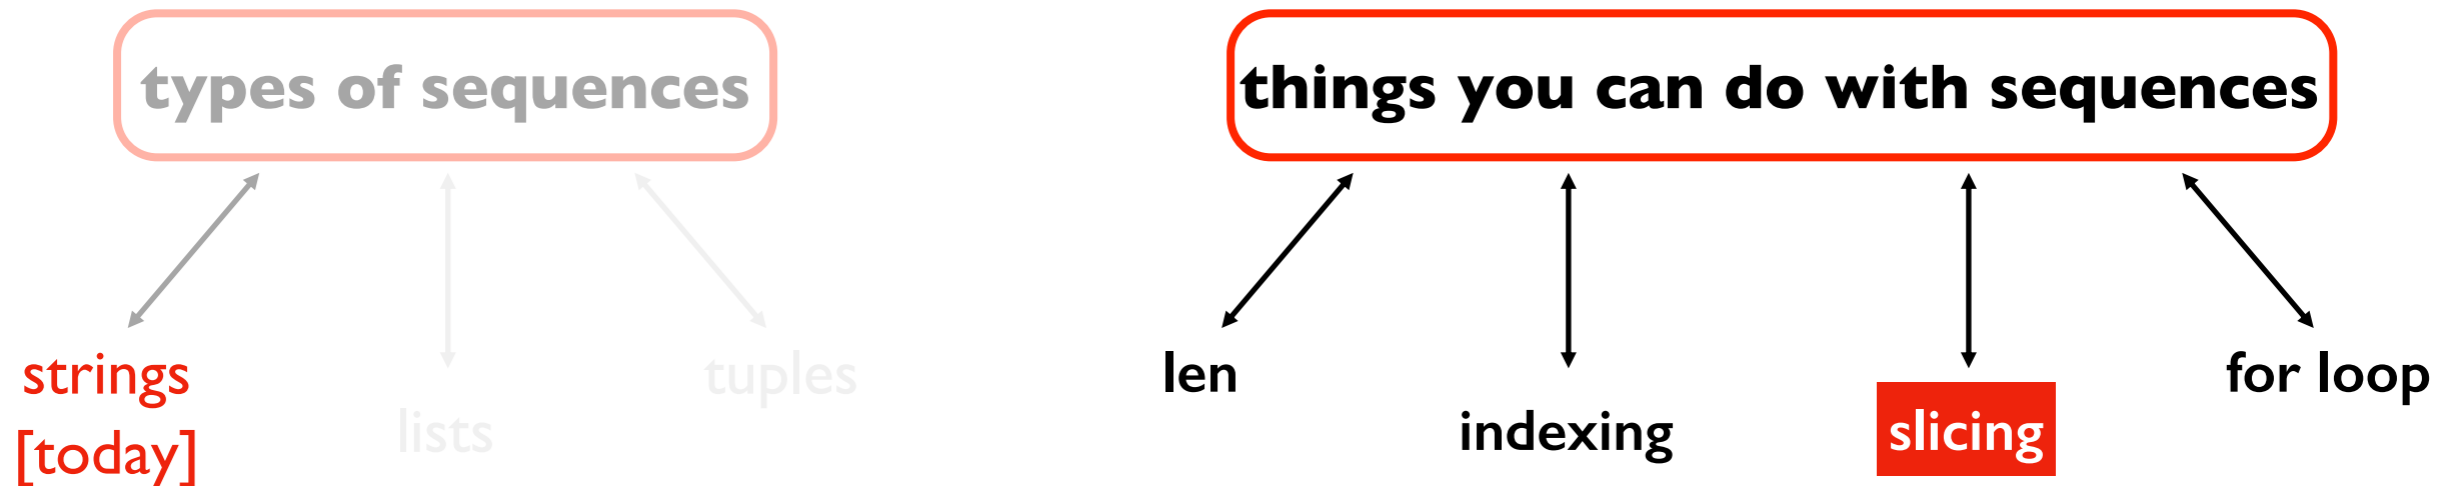 types of sequences
things you can do with sequences
strings
[today]
lists
tuples
len
indexing
slicing
for loop